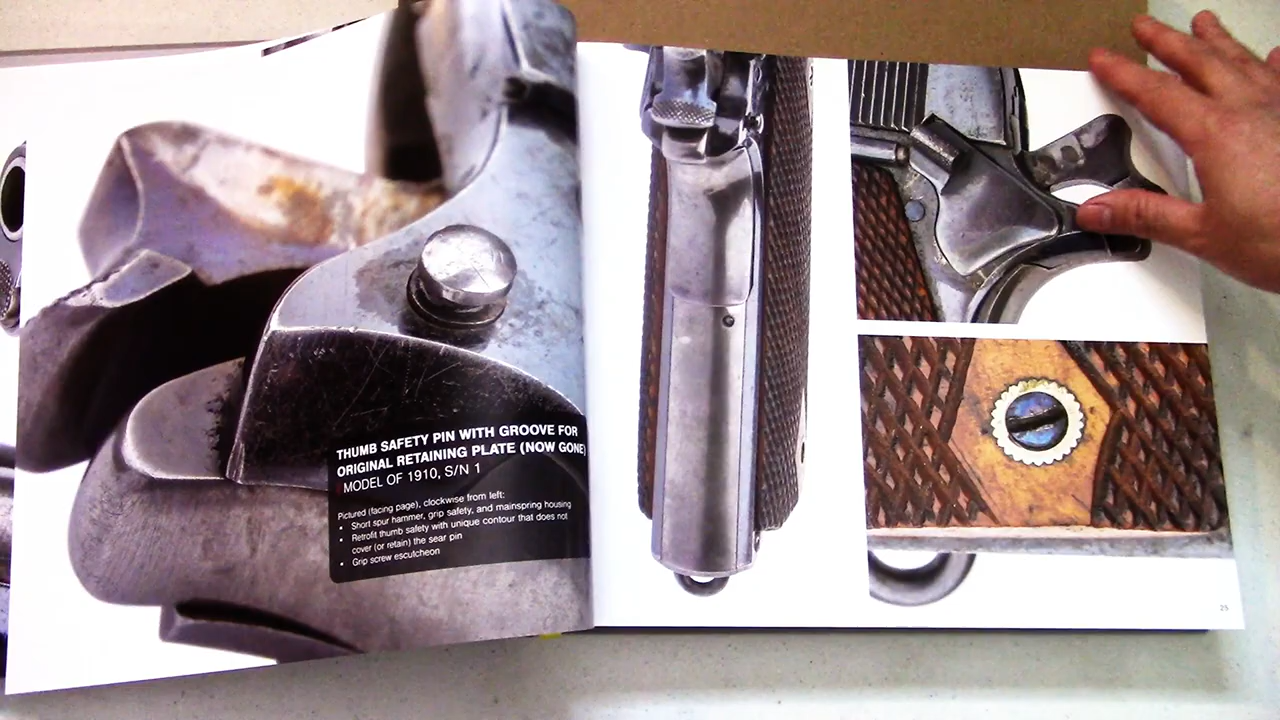 THUMB SAFETY PIN WITH GROOVE FOR
ORIGINAL RETAINING PLATE (NOW GONE)
MODEL OF 1910, S/N 1
Pictured (facing page), clockwise from left:
• Short spur hammer, grip safety, and mainspring housing
• Retrofit thumb safety with unique contour that does not
cover (or retain) the sear pin
• Grip screw escutcheon
25